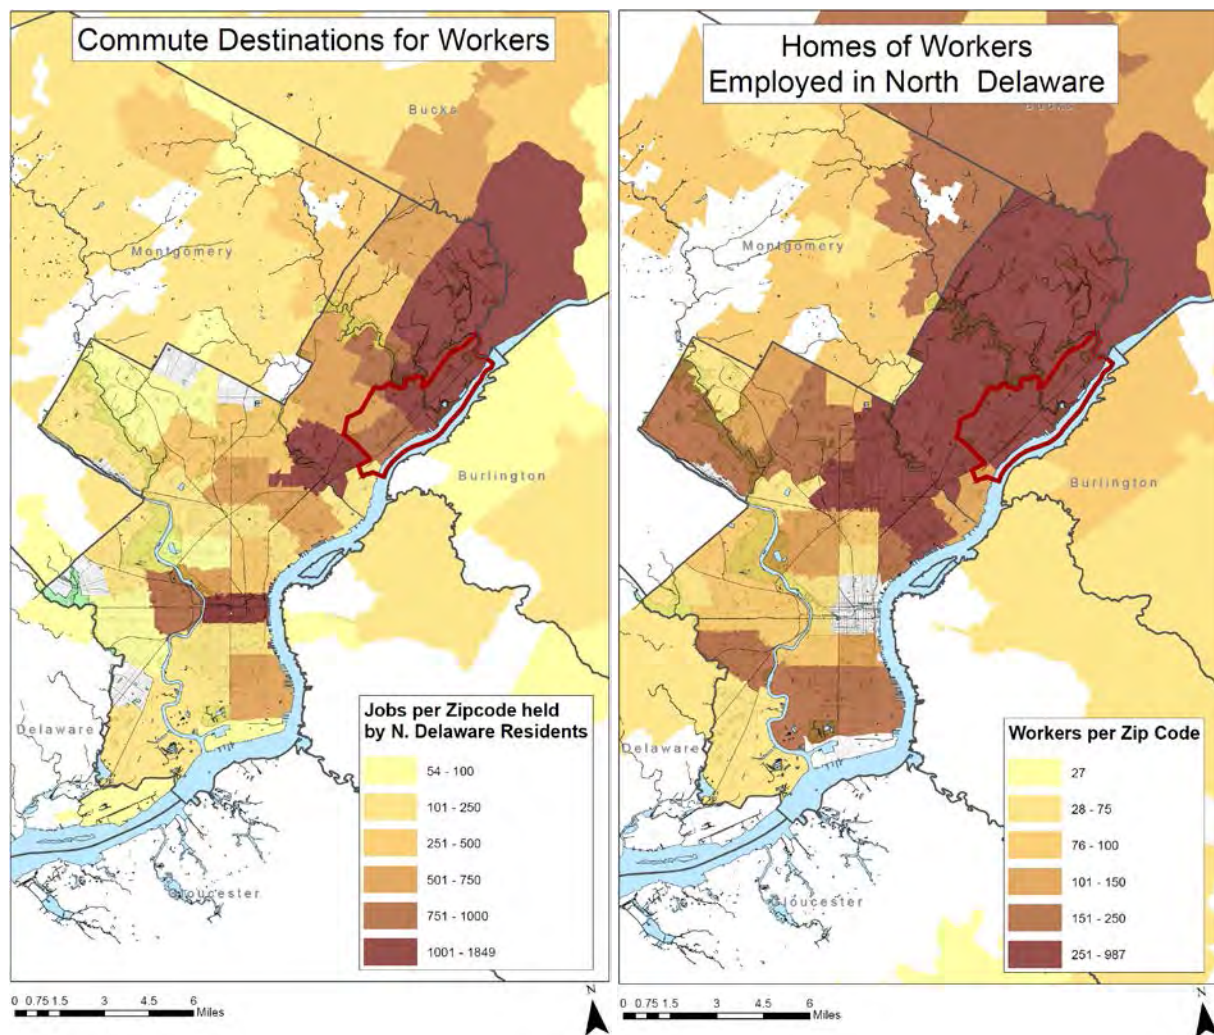 Commute Destinations for Workers
Bucks
Montgomery
Burlington
Delaware
Gloucester
Jobs per Zipcode held
by N. Delaware Residents
54 - 100
101 - 250
251 - 500
501 - 750
751 - 1000
1001 - 1849
0 0.75 1.5 3 4.5 6
Miles
N
Homes of Workers
Employed in North Delaware
Bucks
Montgomery
Burlington
Delaware
Gloucester
Workers per Zip Code
27
28 - 75
76 - 100
101 - 150
151 - 250
251 - 987
0 0.75 1.5 3 4.5 6
Miles
N